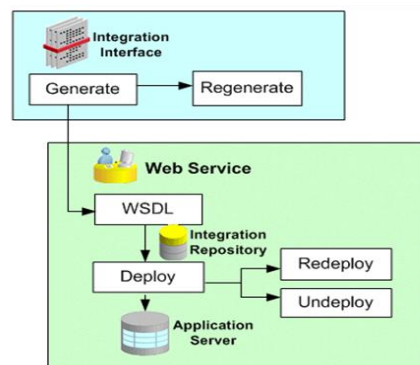 Integration
Interface
Generate
Regenerate
Web Service
WSDL
Integration
Repository
Deploy
Redeploy
Undeploy
Application
Server